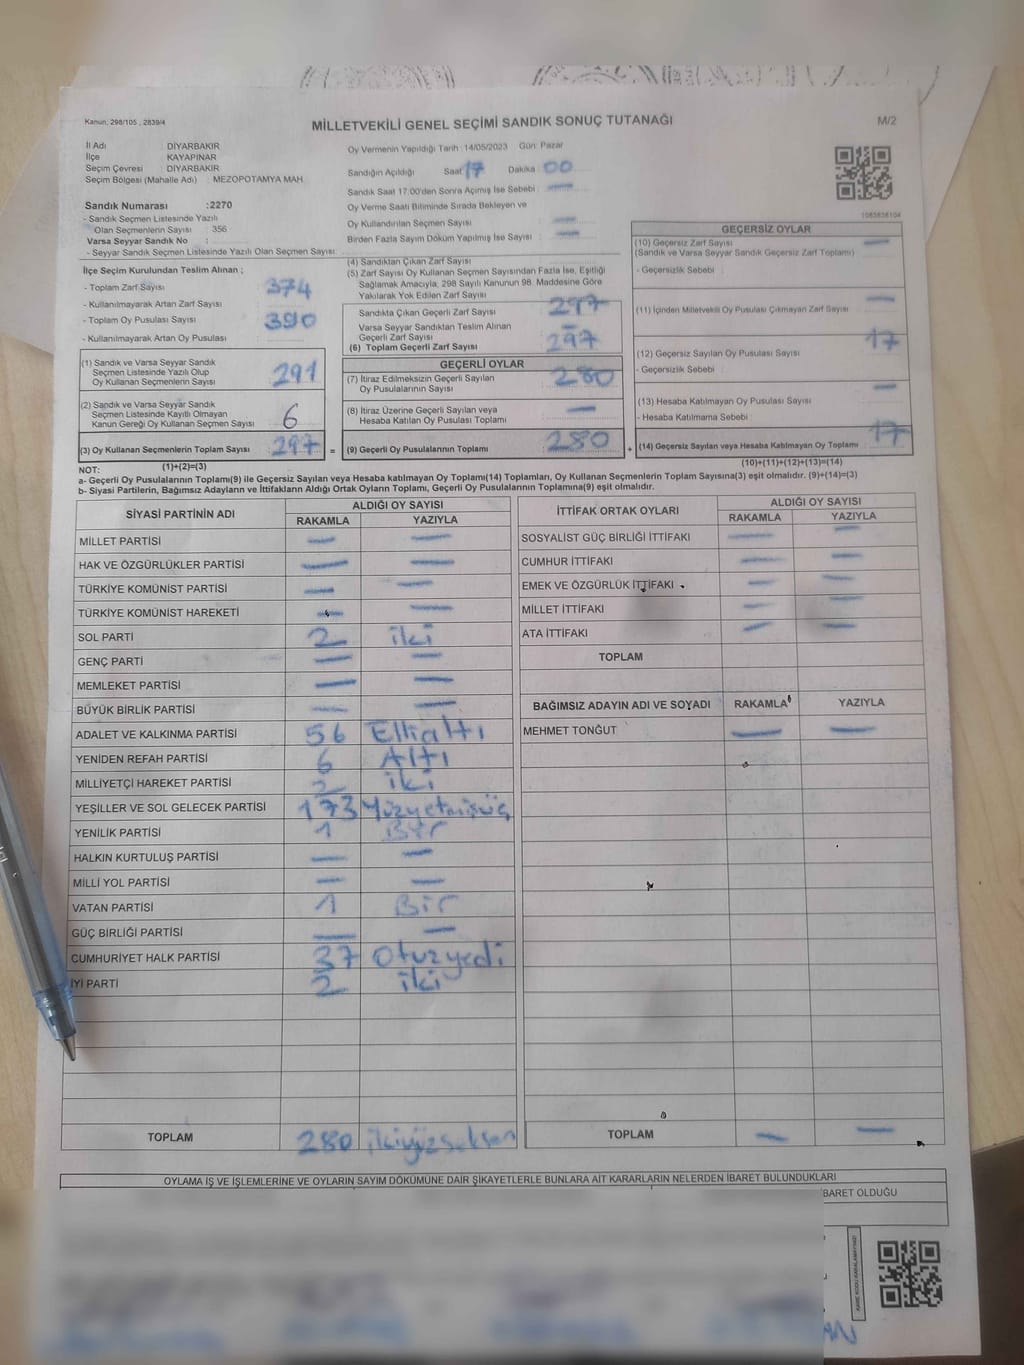 Kanun, 298/105 , 2839/4
MİLLETVEKİLİ GENEL SEÇİMİ SANDIK SONUÇ TUTANAĞI
M/2
İl Adı : DİYARBAKIR
İlçe : KAYAPINAR
Seçim Çevresi : DİYARBAKIR
Seçim Bölgesi (Mahalle Adı) : MEZOPOTAMYA MAH.
Sandık Numarası :2270
- Sandık Seçmen Listesinde Yazılı
Olan Seçmenlerin Sayısı : 356
Varsa Seyyar Sandık No :
- Seyyar Sandık Seçmen Listesinde Yazılı Olan Seçmen Sayısı:
Oy Vermenin Yapıldığı Tarih :14/05/2023 Gün: Pazar
Sandığın Açıldığı Saat 17 Dakika 00
Sandık Saat 17:00'den Sonra Açımış İse Sebebi : —
Oy Verme Saati Bitiminde Sırada Bekleyen ve
Oy Kullandırılan Seçmen Sayısı : —
Birden Fazla Sayım Döküm Yapılmış İse Sayısı : —
1083838104
İlçe Seçim Kurulundan Teslim Alınan ;
- Toplam Zarf Sayısı : 374
- Kullanılmayarak Artan Zarf Sayısı :
- Toplam Oy Pusulası Sayısı : 390
- Kullanılmayarak Artan Oy Pusulası :
(1) Sandık ve Varsa Seyyar Sandık
Seçmen Listesinde Yazılı Olup
Oy Kullanan Seçmenlerin Sayısı : 291
(2) Sandık ve Varsa Seyyar Sandık
Seçmen Listesinde Kayıtlı Olmayan
Kanun Gereği Oy Kullanan Seçmen Sayısı : 6
(3) Oy Kullanan Seçmenlerin Toplam Sayısı : 297 =
(1)+(2)=(3)
(4) Sandıktan Çıkan Zarf Sayısı :
(5) Zarf Sayısı Oy Kullanan Seçmen Sayısından Fazla İse, Eşitliği
Sağlamak Amacıyla, 298 Sayılı Kanunun 98. Maddesine Göre
Yakılarak Yok Edilen Zarf Sayısı :
Sandıkta Çıkan Geçerli Zarf Sayısı : 297
Varsa Seyyar Sandıktan Teslim Alınan
Geçerli Zarf Sayısı : —
(6) Toplam Geçerli Zarf Sayısı : 297
GEÇERLİ OYLAR
(7) İtiraz Edilmeksizin Geçerli Sayılan
Oy Pusulalarının Sayısı : 280
(8) İtiraz Üzerine Geçerli Sayılan veya
Hesaba Katılan Oy Pusulası Toplamı : —
(9) Geçerli Oy Pusulalarının Toplamı : 280 +
GEÇERSİZ OYLAR
(10) Geçersiz Zarf Sayısı : —
(Sandık ve Varsa Seyyar Sandık Geçersiz Zarf Toplamı)
- Geçersizlik Sebebi :
(11) İçinden Milletvekili Oy Pusulası Çıkmayan Zarf Sayısı : —
(12) Geçersiz Sayılan Oy Pusulası Sayısı : 17
- Geçersizlik Sebebi :
(13) Hesaba Katılmayan Oy Pusulası Sayısı : —
- Hesaba Katılmama Sebebi :
(14) Geçersiz Sayılan veya Hesaba Katılmayan Oy Toplamı : 17
(10)+(11)+(12)+(13)=(14)
NOT:
a- Geçerli Oy Pusulalarının Toplamı(9) ile Geçersiz Sayılan veya Hesaba katılmayan Oy Toplamı(14) Toplamları, Oy Kullanan Seçmenlerin Toplam Sayısına(3) eşit olmalıdır. (9)+(14)=(3)
b- Siyasi Partilerin, Bağımsız Adayların ve İttifakların Aldığı Ortak Oyların Toplamı, Geçerli Oy Pusulalarının Toplamına(9) eşit olmalıdır.
SİYASİ PARTİNİN ADI ALDIĞI OY SAYISI
RAKAMLA YAZIYLA
MİLLET PARTİSİ — —
HAK VE ÖZGÜRLÜKLER PARTİSİ — —
TÜRKİYE KOMÜNİST PARTİSİ — —
TÜRKİYE KOMÜNİST HAREKETİ — —
SOL PARTİ 2 iki
GENÇ PARTİ — —
MEMLEKET PARTİSİ — —
BÜYÜK BİRLİK PARTİSİ — —
ADALET VE KALKINMA PARTİSİ 56 Ellialtı
YENİDEN REFAH PARTİSİ 6 Altı
MİLLİYETÇİ HAREKET PARTİSİ 2 iki
YEŞİLLER VE SOL GELECEK PARTİSİ 173 Yüzyetmişüç
YENİLİK PARTİSİ 1 Bir
HALKIN KURTULUŞ PARTİSİ — —
MİLLİ YOL PARTİSİ — —
VATAN PARTİSİ 1 Bir
GÜÇ BİRLİĞİ PARTİSİ — —
CUMHURİYET HALK PARTİSİ 37 Otuzyedi
İYİ PARTİ 2 iki
TOPLAM 280 ikiyüzseksen
İTTİFAK ORTAK OYLARI ALDIĞI OY SAYISI
RAKAMLA YAZIYLA
SOSYALİST GÜÇ BİRLİĞİ İTTİFAKI — —
CUMHUR İTTİFAKI — —
EMEK VE ÖZGÜRLÜK İTTİFAKI — —
MİLLET İTTİFAKI — —
ATA İTTİFAKI — —
TOPLAM
BAĞIMSIZ ADAYIN ADI VE SOYADI RAKAMLA YAZIYLA
MEHMET TONĞUT — —
TOPLAM — —
OYLAMA İŞ VE İŞLEMLERİNE VE OYLARIN SAYIM DÖKÜMÜNE DAİR ŞİKAYETLERLE BUNLARA AİT KARARLARIN NELERDEN İBARET BULUNDUKLARI
İBARET OLDUĞU